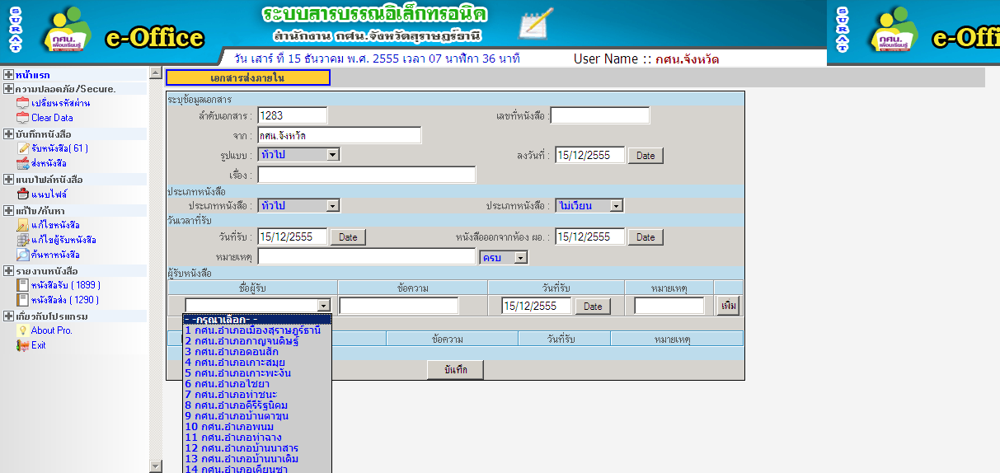 SURAT
กศน.
เพื่อนเรียนรู้
e-Office
ระบบสารบรรณอิเล็กทรอนิค
สำนักงาน กศน.จังหวัดสุราษฎร์ธานี
SURAT
กศน.
เพื่อนเรียนรู้
e-Offi
วัน เสาร์ ที่ 15 ธันวาคม พ.ศ. 2555 เวลา 07 นาฬิกา 36 นาที
User Name :: กศน.จังหวัด
หน้าแรก
ความปลอดภัย/Secure.
เปลี่ยนรหัสผ่าน
Clear Data
บันทึกหนังสือ
รับหนังสือ( 61 )
ส่งหนังสือ
แนบไฟล์หนังสือ
แนบไฟล์
แก้ไข/ค้นหา
แก้ไขหนังสือ
แก้ไขผู้รับหนังสือ
ค้นหาหนังสือ
รายงานหนังสือ
หนังสือรับ ( 1899 )
หนังสือส่ง ( 1290 )
เกี่ยวกับโปรแกรม
About Pro.
Exit
เอกสารส่งภายใน
ระบุข้อมูลเอกสาร
ลำดับเอกสาร : 1283 เลขที่หนังสือ :
จาก : กศน.จังหวัด
รูปแบบ : ทั่วไป ลงวันที่ : 15/12/2555 Date
เรื่อง :
ประเภทหนังสือ
ประเภทหนังสือ : ทั่วไป ประเภทหนังสือ : ไม่เวียน
วันเวลาที่รับ
วันที่รับ : 15/12/2555 Date หนังสือออกจากห้อง ผอ. : 15/12/2555 Date
หมายเหตุ ครบ
ผู้รับหนังสือ
ชื่อผู้รับ ข้อความ วันที่รับ หมายเหตุ
15/12/2555 Date เพิ่ม
- -กรุณาเลือก- -
1 กศน.อำเภอเมืองสุราษฎร์ธานี
2 กศน.อำเภอกาญจนดิษฐ์
3 กศน.อำเภอดอนสัก
4 กศน.อำเภอเกาะสมุย
5 กศน.อำเภอเกาะพะงัน
6 กศน.อำเภอไชยา
7 กศน.อำเภอท่าชนะ
8 กศน.อำเภอคีรีรัฐนิคม
9 กศน.อำเภอบ้านตาขุน
10 กศน.อำเภอพนม
11 กศน.อำเภอท่าฉาง
12 กศน.อำเภอบ้านนาสาร
13 กศน.อำเภอบ้านนาเดิม
14 กศน.อำเภอเคียนซา
ข้อความ วันที่รับ หมายเหตุ
บันทึก